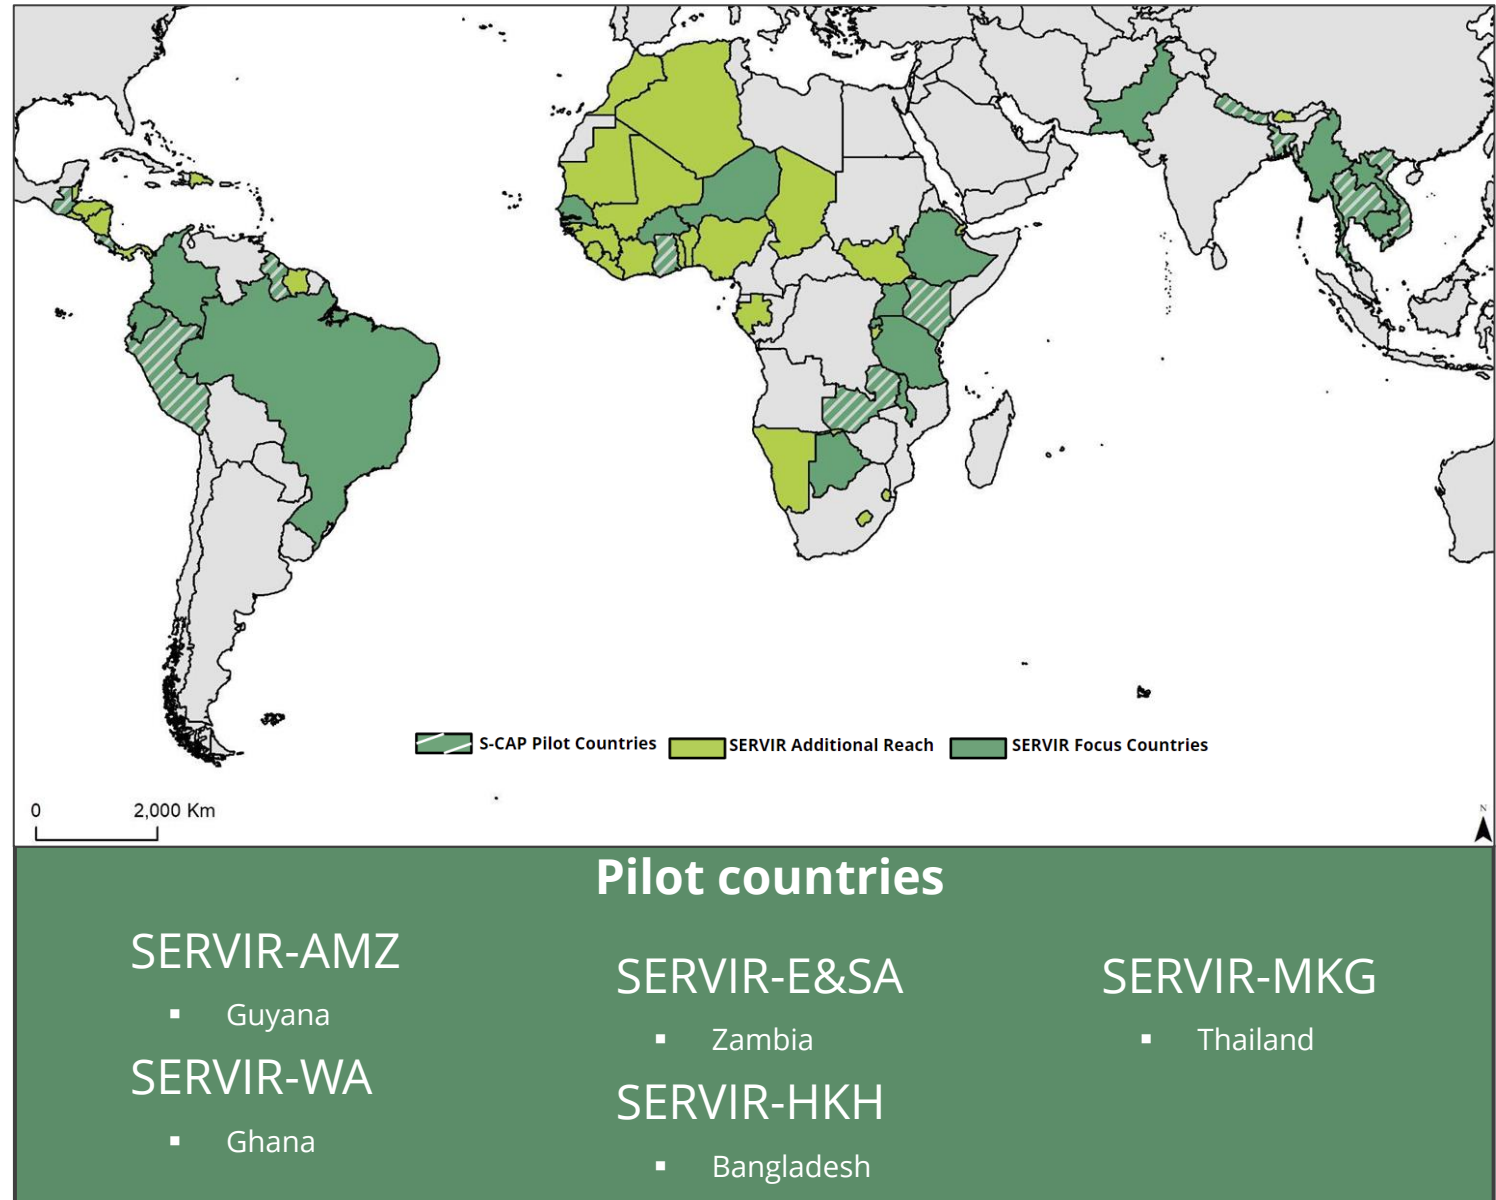 S-CAP Pilot Countries
SERVIR Additional Reach
SERVIR Focus Countries
0 2,000 Km
N
Pilot countries
SERVIR-AMZ
▪ Guyana
SERVIR-WA
▪ Ghana
SERVIR-E&SA
▪ Zambia
SERVIR-HKH
▪ Bangladesh
SERVIR-MKG
▪ Thailand